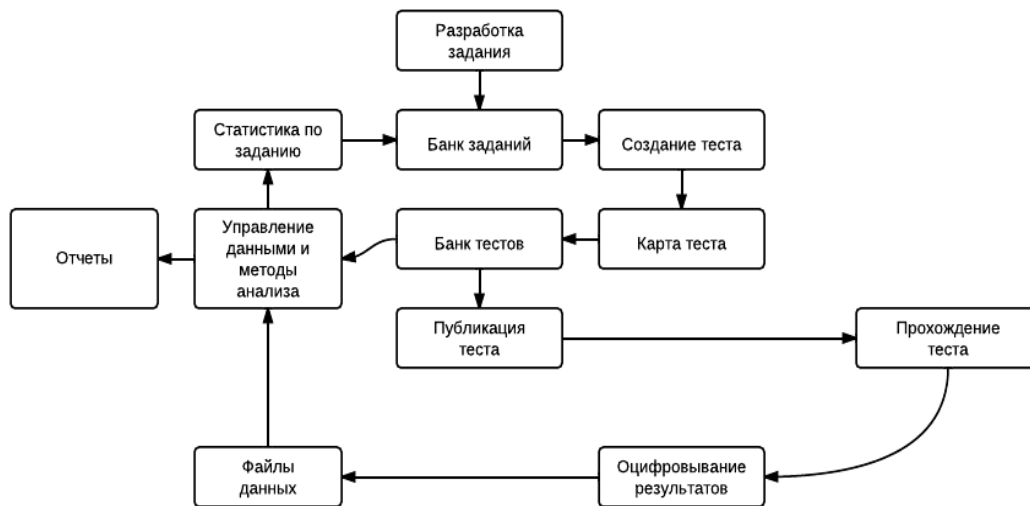 Разработка
задания
Статистика по
заданию
Банк заданий
Создание теста
Отчеты
Управление
данными и
методы
анализа
Банк тестов
Карта теста
Публикация
теста
Прохождение
теста
Файлы
данных
Оцифровывание
результатов